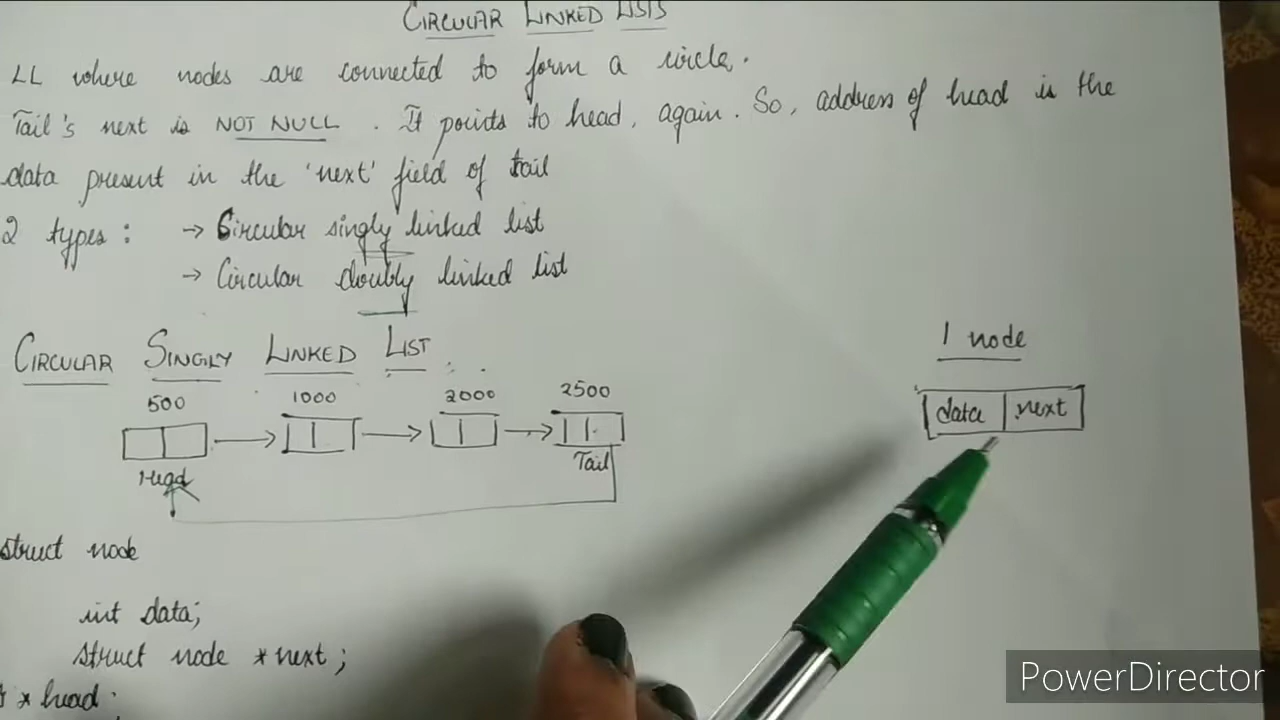 CIRCULAR LINKED LISTS
LL where nodes are connected to form a circle.
Tail's next is NOT NULL. It points to head, again. So, address of head is the
data present in the 'next' field of tail
2 types: → Circular singly linked list
→ Circular doubly linked list
CIRCULAR SINGLY LINKED LIST:
1 node
500 1000 2000 2500
data next
Head
Tail
struct node
int data;
struct node *next;
* head;
PowerDirector